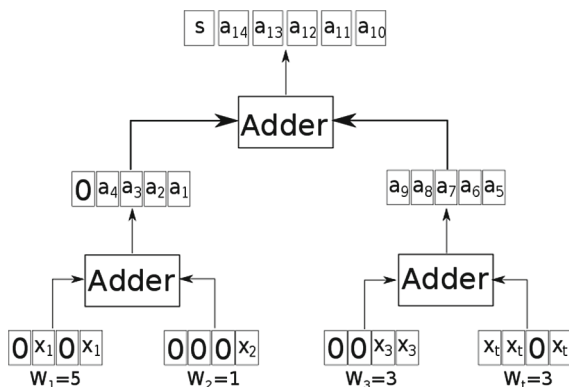 s a14 a13 a12 a11 a10
Adder
0 a4 a3 a2 a1
a9 a8 a7 a6 a5
Adder
Adder
0 x1 0 x1
0 0 0 x2
0 0 x3 x3
xt xt 0 xt
W1=5
W2=1
W3=3
Wt=3